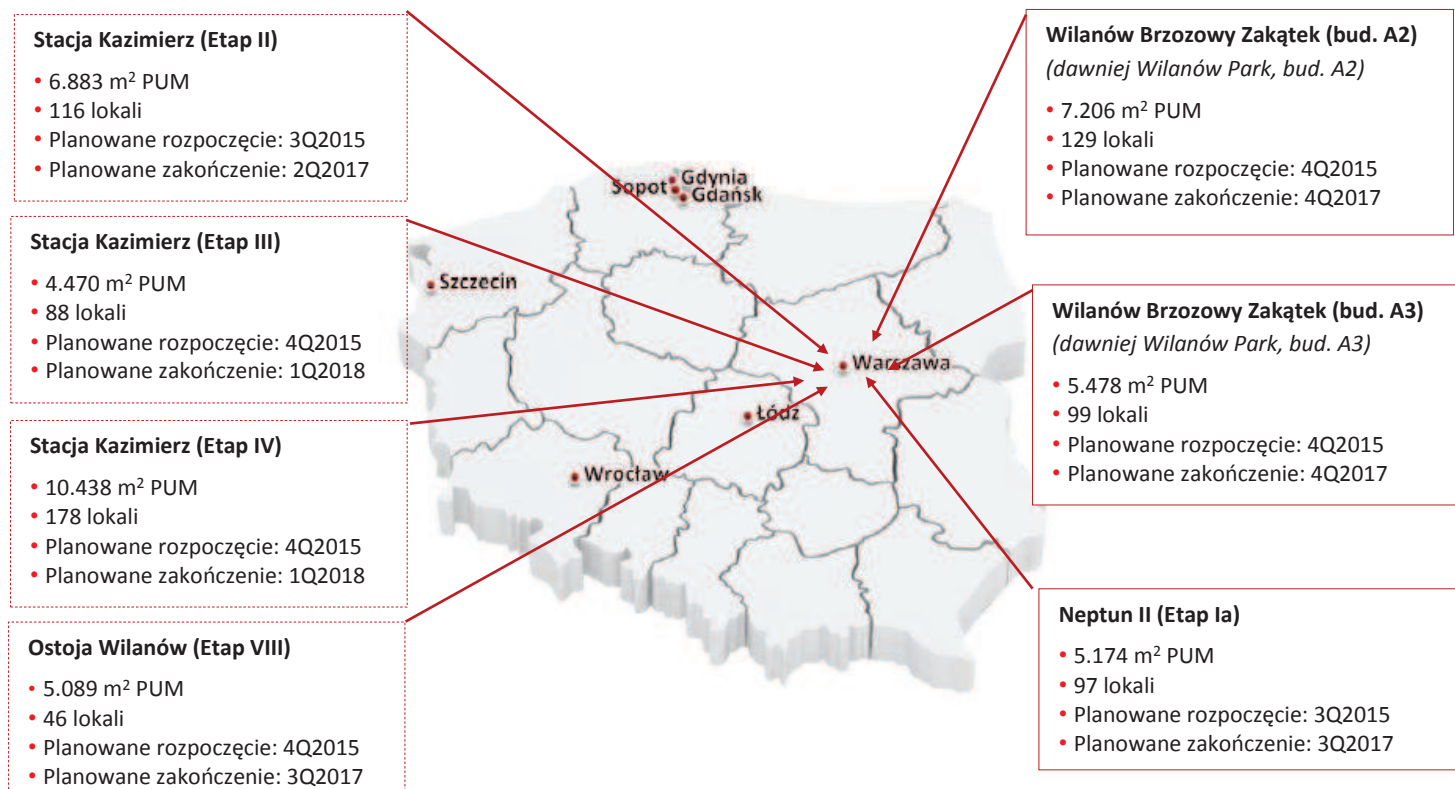 Stacja Kazimierz (Etap II)
• 6.883 m² PUM
• 116 lokali
• Planowane rozpoczęcie: 3Q2015
• Planowane zakończenie: 2Q2017
Stacja Kazimierz (Etap III)
• 4.470 m² PUM
• 88 lokali
• Planowane rozpoczęcie: 4Q2015
• Planowane zakończenie: 1Q2018
Stacja Kazimierz (Etap IV)
• 10.438 m² PUM
• 178 lokali
• Planowane rozpoczęcie: 4Q2015
• Planowane zakończenie: 1Q2018
Ostoja Wilanów (Etap VIII)
• 5.089 m² PUM
• 46 lokali
• Planowane rozpoczęcie: 4Q2015
• Planowane zakończenie: 3Q2017
Gdynia
Sopot
Gdańsk
Szczecin
Warszawa
Łódź
Wrocław
Wilanów Brzozowy Zakątek (bud. A2)
(dawniej Wilanów Park, bud. A2)
• 7.206 m² PUM
• 129 lokali
• Planowane rozpoczęcie: 4Q2015
• Planowane zakończenie: 4Q2017
Wilanów Brzozowy Zakątek (bud. A3)
(dawniej Wilanów Park, bud. A3)
• 5.478 m² PUM
• 99 lokali
• Planowane rozpoczęcie: 4Q2015
• Planowane zakończenie: 4Q2017
Neptun II (Etap Ia)
• 5.174 m² PUM
• 97 lokali
• Planowane rozpoczęcie: 3Q2015
• Planowane zakończenie: 3Q2017